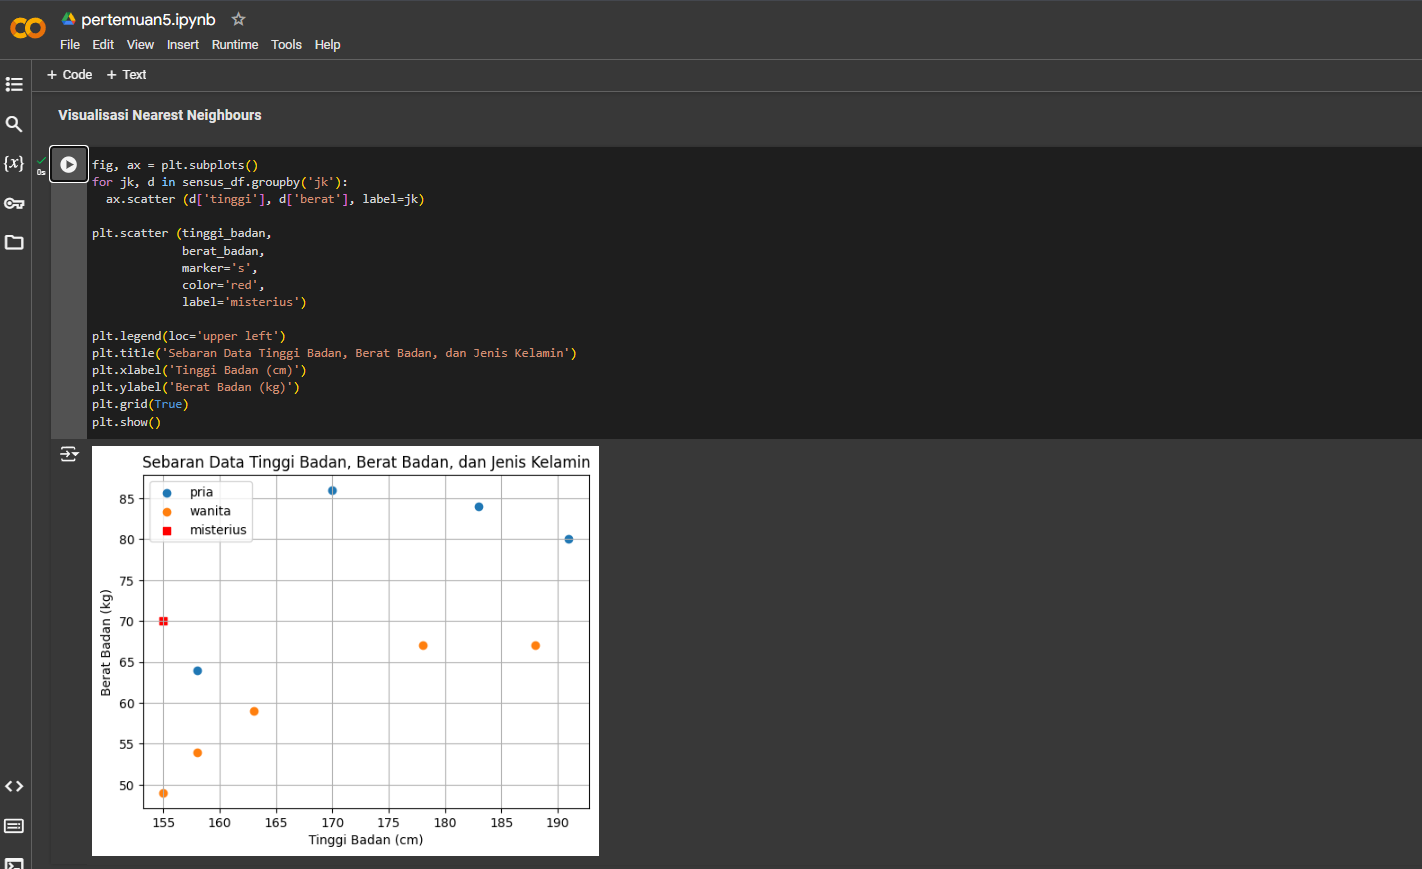 pertemuan5.ipynb
File Edit View Insert Runtime Tools Help
+ Code + Text
Visualisasi Nearest Neighbours
{x}
0s
fig, ax = plt.subplots()
for jk, d in sensus_df.groupby('jk'):
  ax.scatter (d['tinggi'], d['berat'], label=jk)
plt.scatter (tinggi_badan,
            berat_badan,
            marker='s',
            color='red',
            label='misterius')
plt.legend(loc='upper left')
plt.title('Sebaran Data Tinggi Badan, Berat Badan, dan Jenis Kelamin')
plt.xlabel('Tinggi Badan (cm)')
plt.ylabel('Berat Badan (kg)')
plt.grid(True)
plt.show()
Sebaran Data Tinggi Badan, Berat Badan, dan Jenis Kelamin
pria
wanita
misterius
85
80
75
70
65
60
55
50
Berat Badan (kg)
155 160 165 170 175 180 185 190
Tinggi Badan (cm)